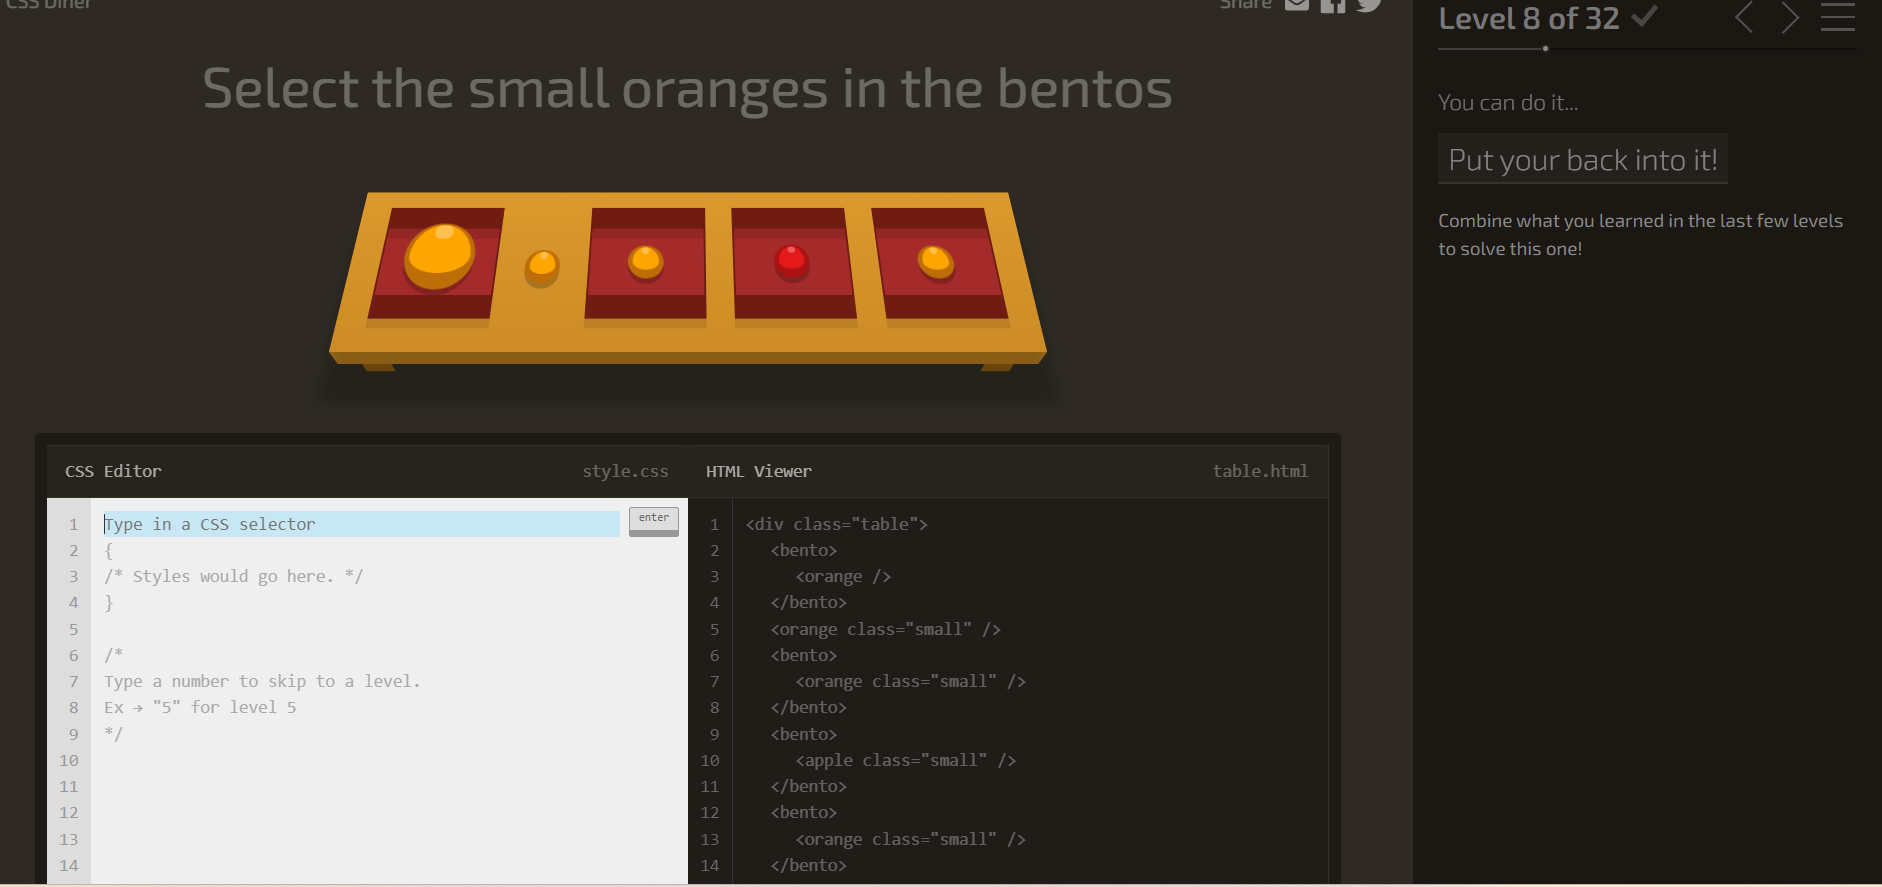 CSS Diner
Share
Select the small oranges in the bentos
Level 8 of 32
You can do it...
Put your back into it!
Combine what you learned in the last few levels
to solve this one!
CSS Editor style.css
1 Type in a CSS selector enter
2 {
3 /* Styles would go here. */
4 }
5
6 /*
7 Type a number to skip to a level.
8 Ex → "5" for level 5
9 */
10
11
12
13
14
HTML Viewer table.html
1 <div class="table">
2 <bento>
3 <orange />
4 </bento>
5 <orange class="small" />
6 <bento>
7 <orange class="small" />
8 </bento>
9 <bento>
10 <apple class="small" />
11 </bento>
12 <bento>
13 <orange class="small" />
14 </bento>